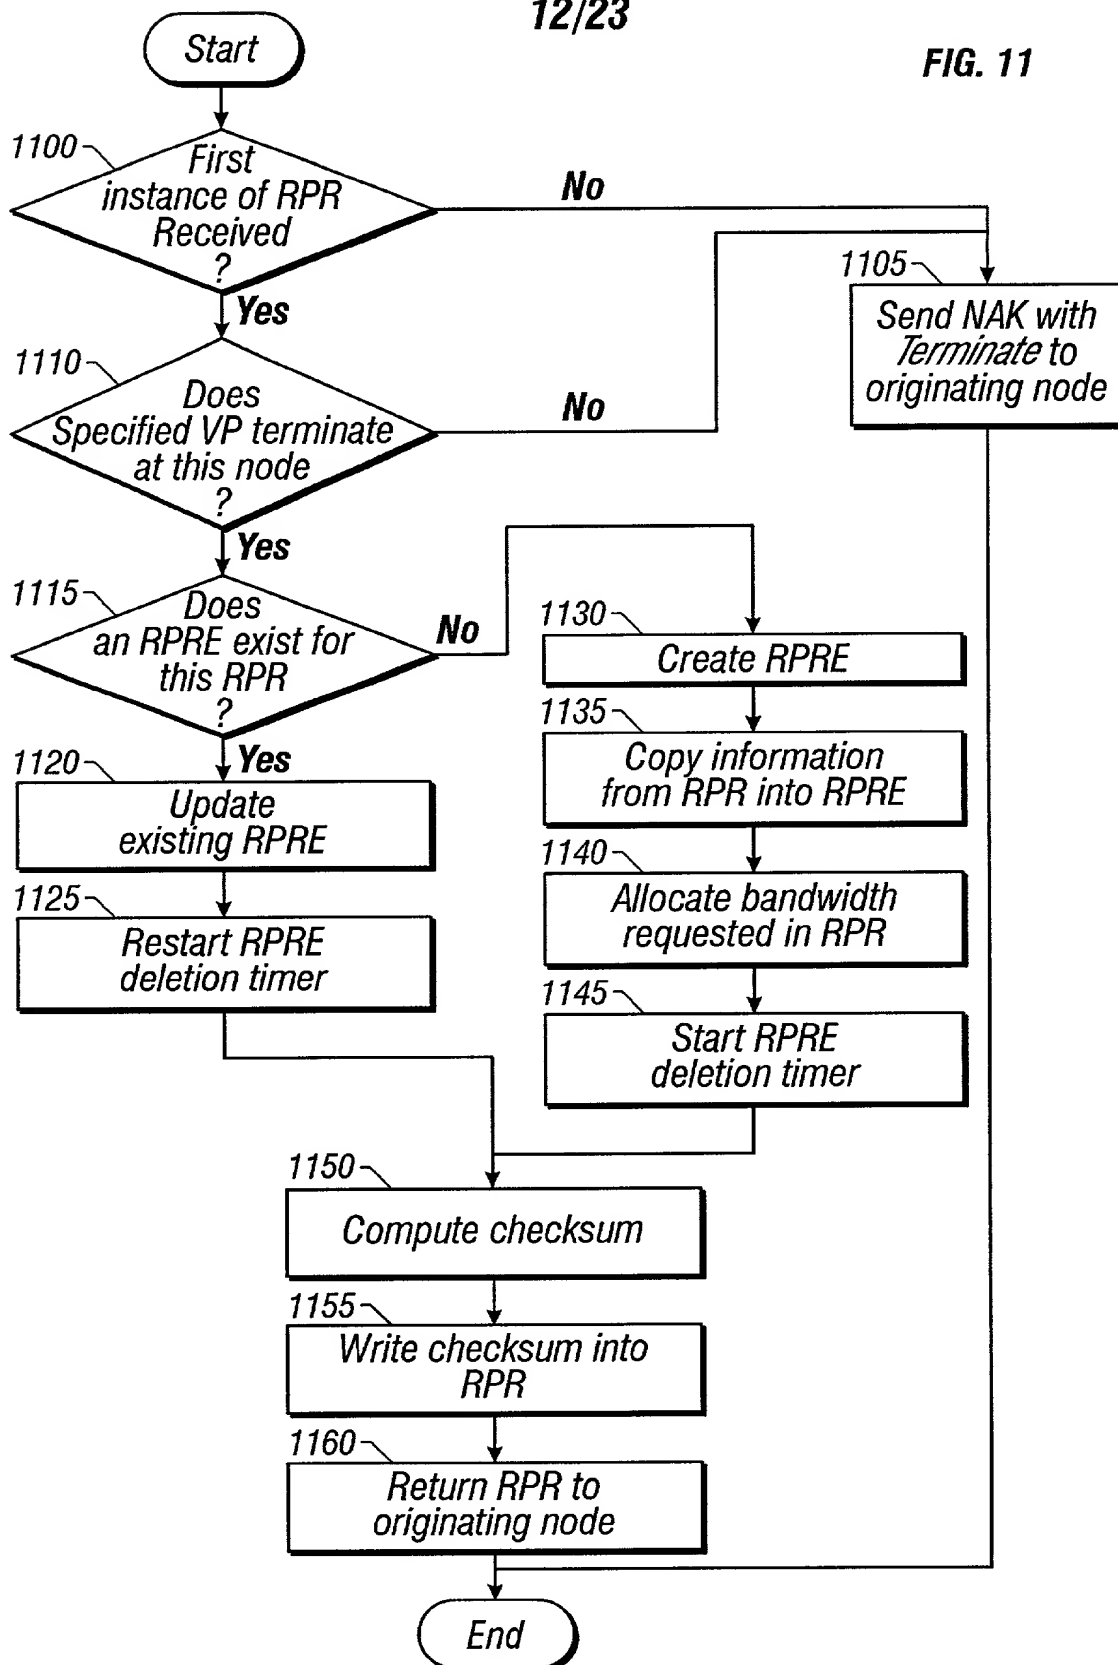 12/23
FIG. 11
Start
1100
First
instance of RPR
Received
?
No
Yes
1105
Send NAK with
Terminate to
originating node
1110
Does
Specified VP terminate
at this node
?
No
Yes
1115
Does
an RPRE exist for
this RPR
?
No
Yes
1120
Update
existing RPRE
1125
Restart RPRE
deletion timer
1130
Create RPRE
1135
Copy information
from RPR into RPRE
1140
Allocate bandwidth
requested in RPR
1145
Start RPRE
deletion timer
1150
Compute checksum
1155
Write checksum into
RPR
1160
Return RPR to
originating node
End